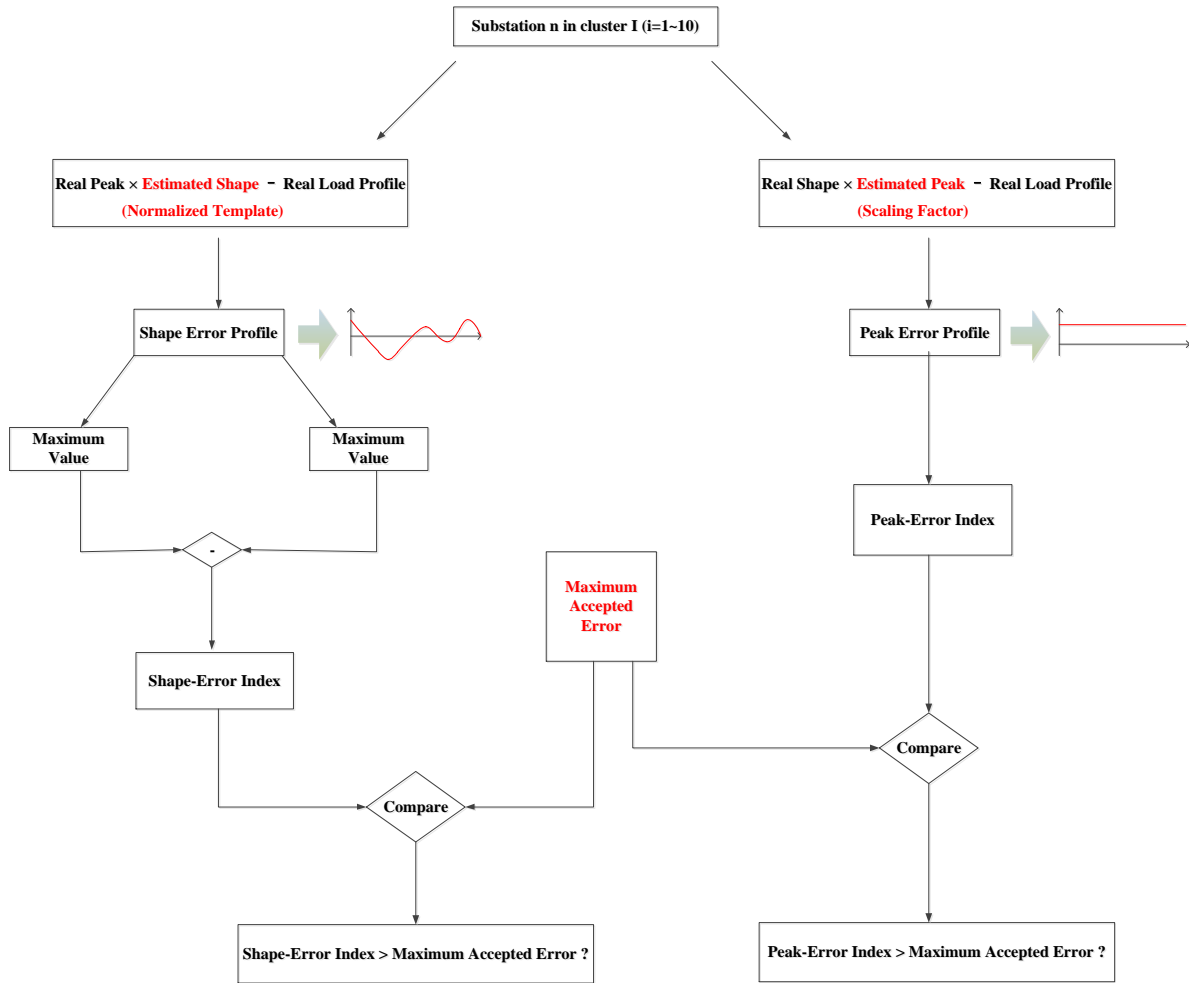 Substation n in cluster I (i=1~10)
Real Peak × Estimated Shape - Real Load Profile
(Normalized Template)
Real Shape × Estimated Peak - Real Load Profile
(Scaling Factor)
Shape Error Profile
Peak Error Profile
Maximum
Value
Maximum
Value
Peak-Error Index
-
Maximum
Accepted
Error
Shape-Error Index
Compare
Compare
Shape-Error Index > Maximum Accepted Error ?
Peak-Error Index > Maximum Accepted Error ?